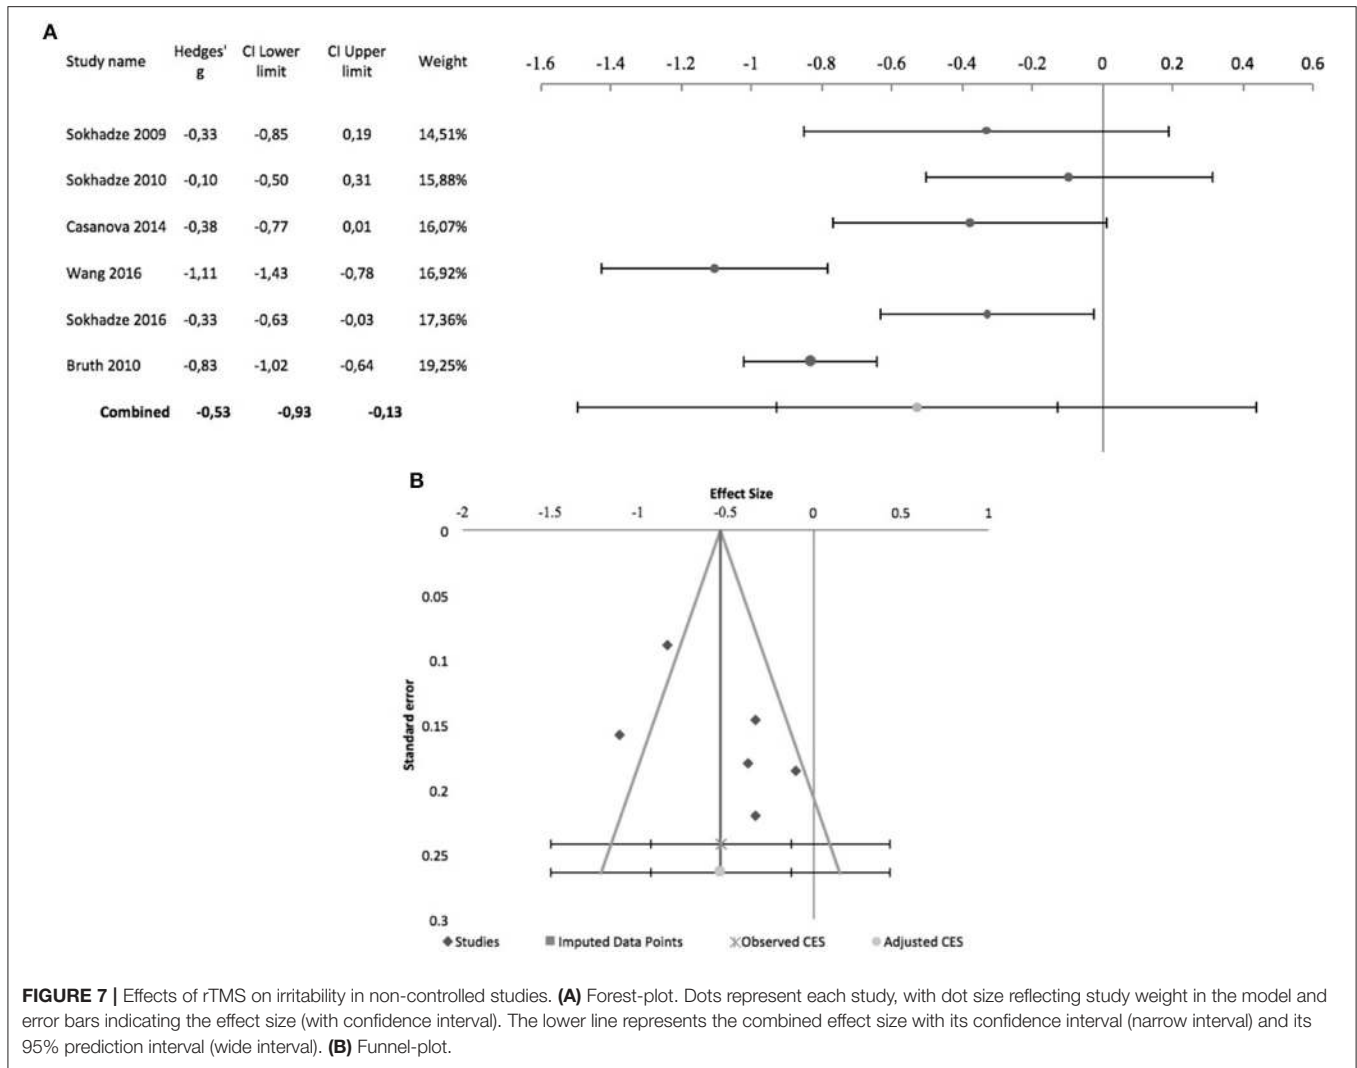 A
Study name Hedges' g CI Lower limit CI Upper limit Weight
-1.6 -1.4 -1.2 -1 -0.8 -0.6 -0.4 -0.2 0 0.2 0.4 0.6
Sokhadze 2009 -0,33 -0,85 0,19 14,51%
Sokhadze 2010 -0,10 -0,50 0,31 15,88%
Casanova 2014 -0,38 -0,77 0,01 16,07%
Wang 2016 -1,11 -1,43 -0,78 16,92%
Sokhadze 2016 -0,33 -0,63 -0,03 17,36%
Bruth 2010 -0,83 -1,02 -0,64 19,25%
Combined -0,53 -0,93 -0,13
B
Effect Size
-2 -1.5 -1 -0.5 0 0.5 1
Standard error
0
0.05
0.1
0.15
0.2
0.25
0.3
Studies Imputed Data Points Observed CES Adjusted CES
FIGURE 7 | Effects of rTMS on irritability in non-controlled studies. (A) Forest-plot. Dots represent each study, with dot size reflecting study weight in the model and
error bars indicating the effect size (with confidence interval). The lower line represents the combined effect size with its confidence interval (narrow interval) and its
95% prediction interval (wide interval). (B) Funnel-plot.